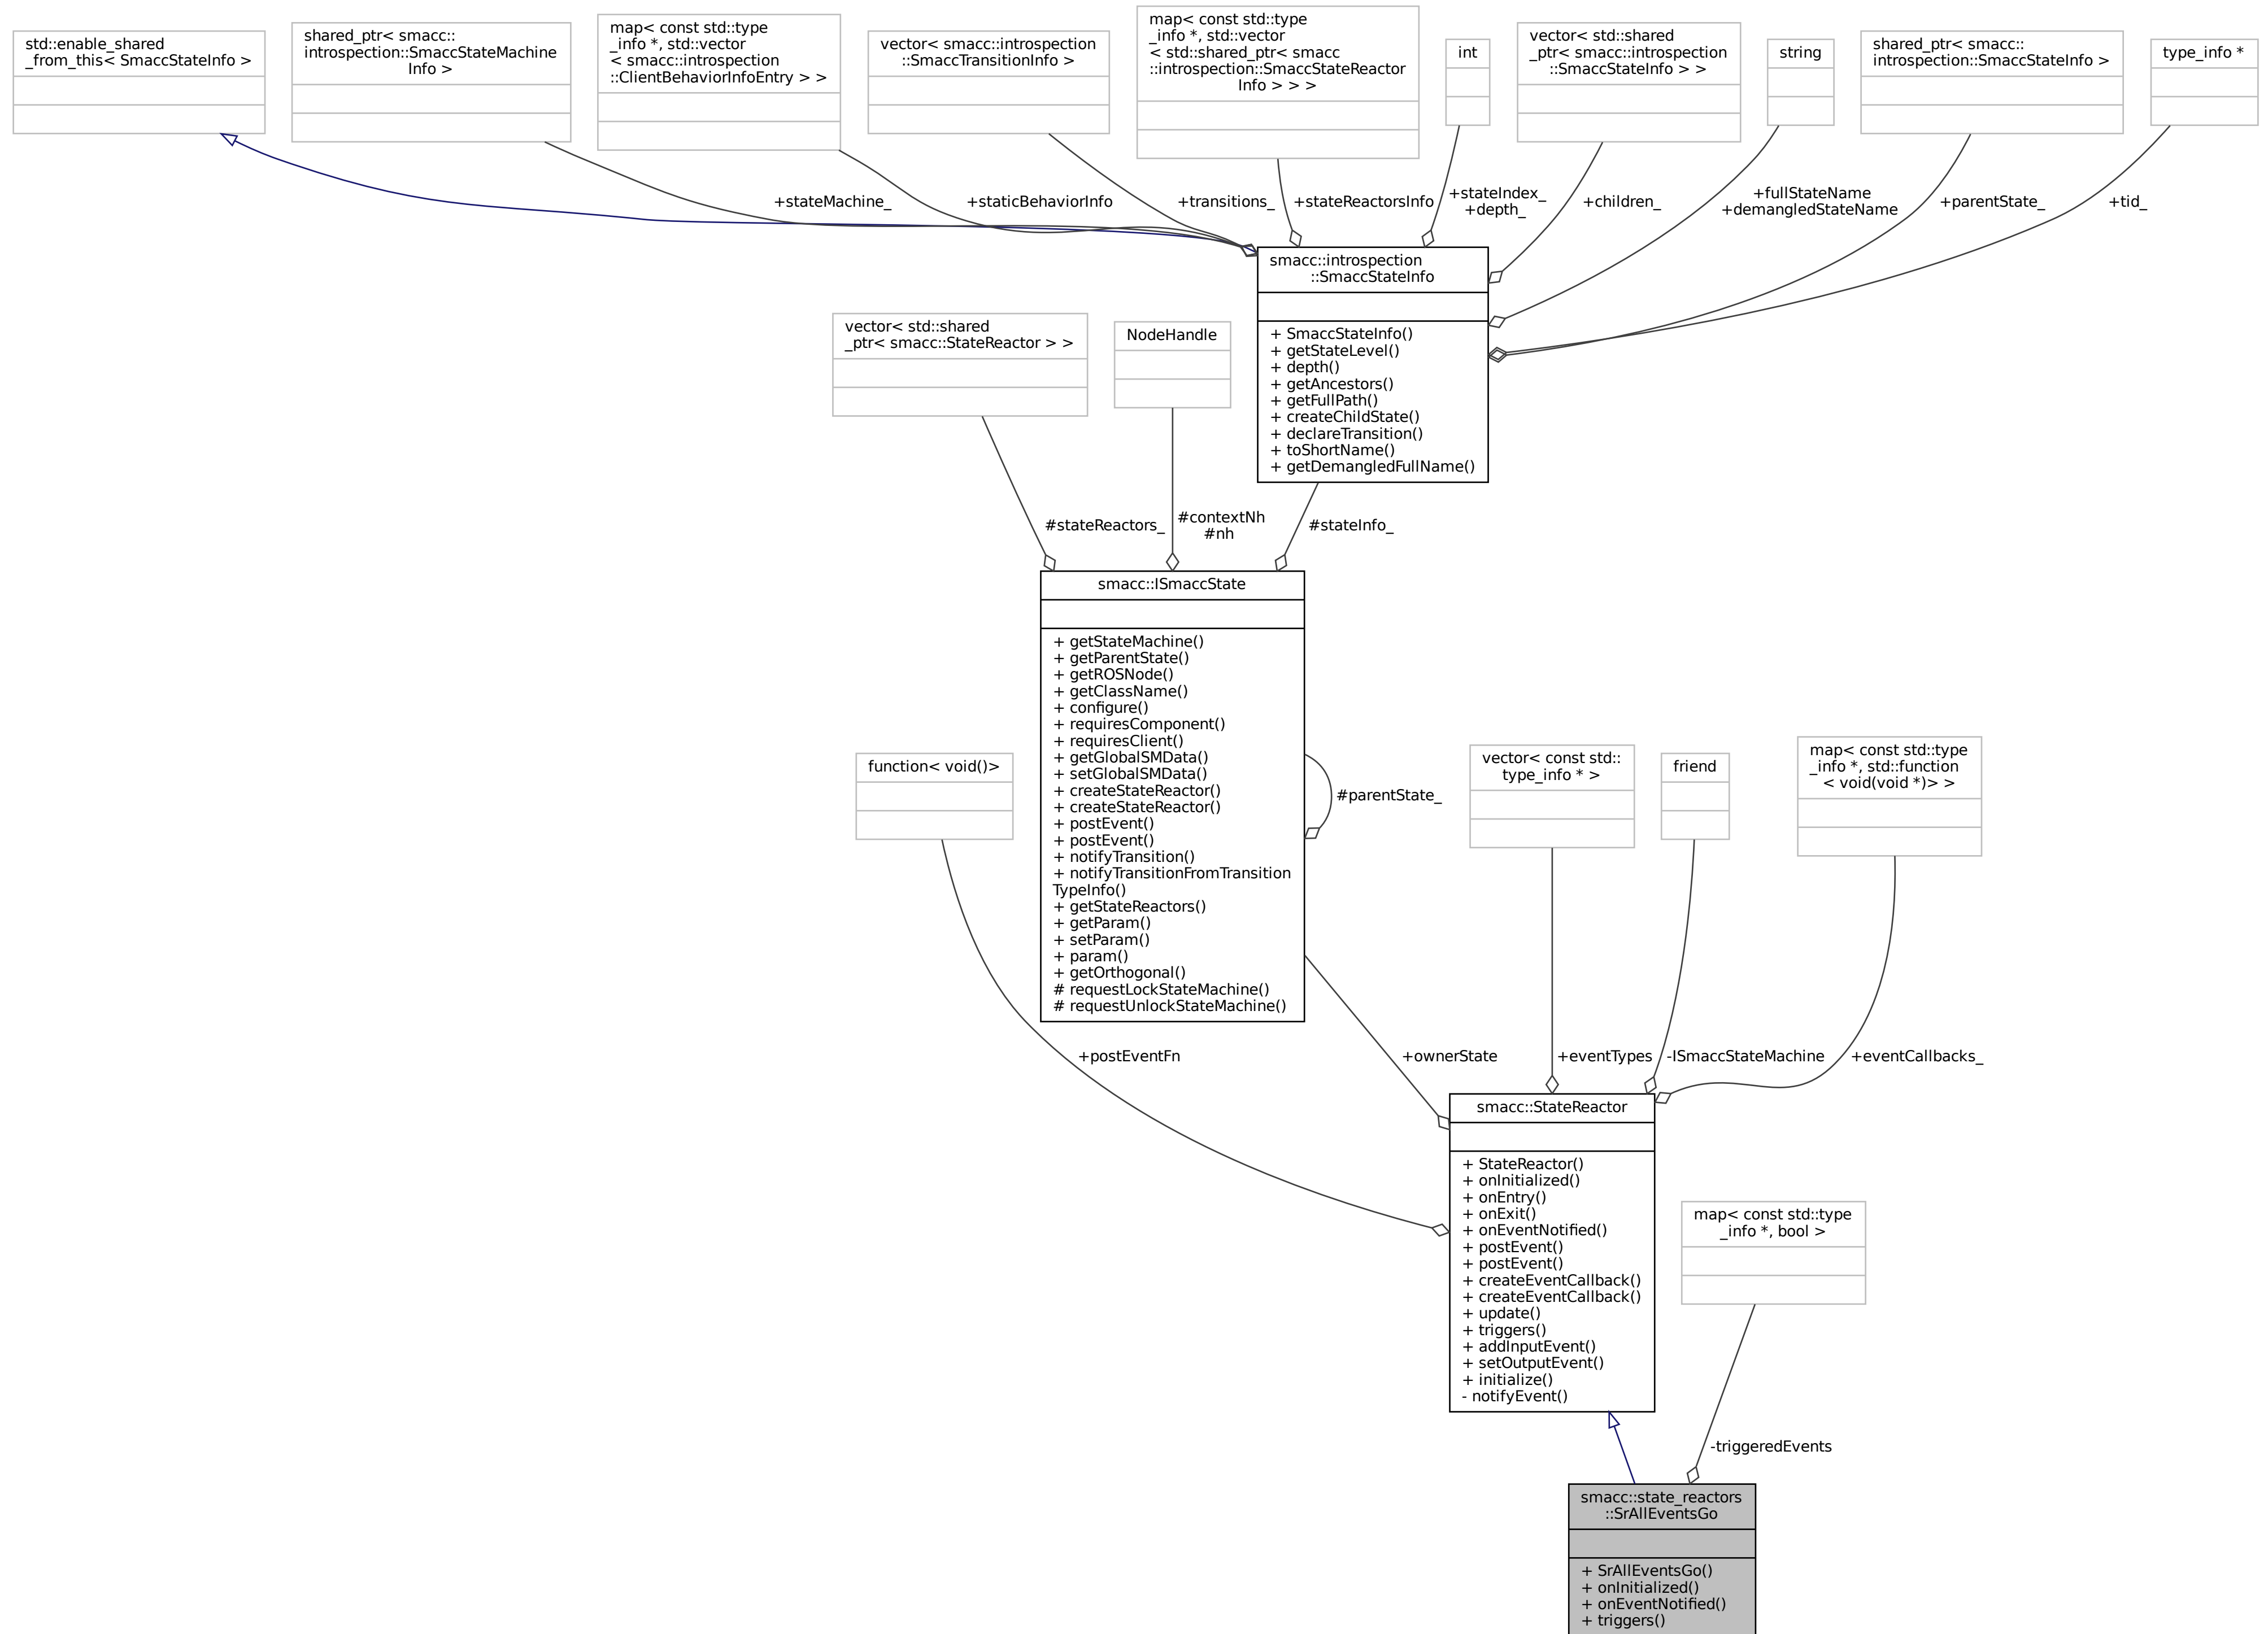 std::enable_shared
_from_this< SmaccStateInfo >
shared_ptr< smacc::
introspection::SmaccStateMachine
Info >
map< const std::type
_info *, std::vector
< smacc::introspection
::ClientBehaviorInfoEntry > >
vector< smacc::introspection
::SmaccTransitionInfo >
map< const std::type
_info *, std::vector
< std::shared_ptr< smacc
::introspection::SmaccStateReactor
Info > > >
int
vector< std::shared
_ptr< smacc::introspection
::SmaccStateInfo > >
string
shared_ptr< smacc::
introspection::SmaccStateInfo >
type_info *
+stateMachine_
+staticBehaviorInfo
+transitions_
+stateReactorsInfo
+stateIndex_
+depth_
+children_
+fullStateName
+demangledStateName
+parentState_
+tid_
smacc::introspection
::SmaccStateInfo
+ SmaccStateInfo()
+ getStateLevel()
+ depth()
+ getAncestors()
+ getFullPath()
+ createChildState()
+ declareTransition()
+ toShortName()
+ getDemangledFullName()
vector< std::shared
_ptr< smacc::StateReactor > >
NodeHandle
#stateReactors_
#contextNh
#nh
#stateInfo_
smacc::ISmaccState
+ getStateMachine()
+ getParentState()
+ getROSNode()
+ getClassName()
+ configure()
+ requiresComponent()
+ requiresClient()
+ getGlobalSMData()
+ setGlobalSMData()
+ createStateReactor()
+ createStateReactor()
+ postEvent()
+ postEvent()
+ notifyTransition()
+ notifyTransitionFromTransition
TypeInfo()
+ getStateReactors()
+ getParam()
+ setParam()
+ param()
+ getOrthogonal()
# requestLockStateMachine()
# requestUnlockStateMachine()
#parentState_
function< void()>
vector< const std::
type_info * >
friend
map< const std::type
_info *, std::function
< void(void *)> >
+postEventFn
+ownerState
+eventTypes
-ISmaccStateMachine
+eventCallbacks_
smacc::StateReactor
+ StateReactor()
+ onInitialized()
+ onEntry()
+ onExit()
+ onEventNotified()
+ postEvent()
+ postEvent()
+ createEventCallback()
+ createEventCallback()
+ update()
+ triggers()
+ addInputEvent()
+ setOutputEvent()
+ initialize()
- notifyEvent()
map< const std::type
_info *, bool >
-triggeredEvents
smacc::state_reactors
::SrAllEventsGo
+ SrAllEventsGo()
+ onInitialized()
+ onEventNotified()
+ triggers()